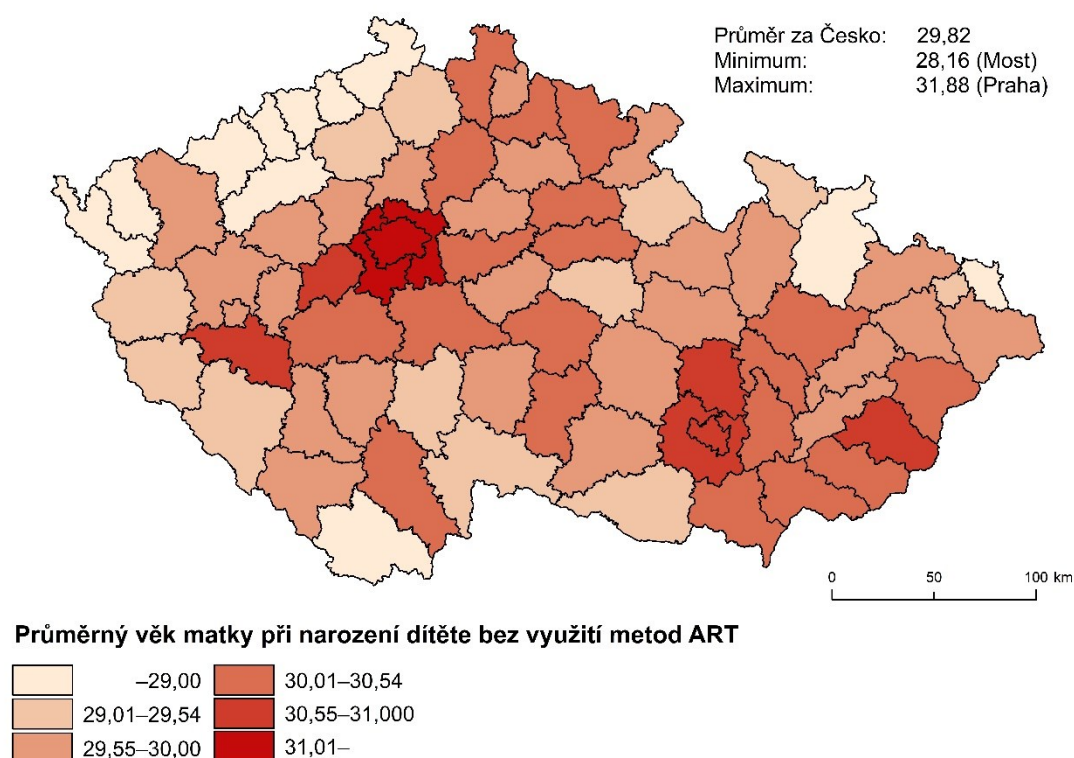 Průměr za Česko: 29,82
Minimum: 28,16 (Most)
Maximum: 31,88 (Praha)
0 50 100 km
Průměrný věk matky při narození dítěte bez využití metod ART
–29,00
29,01–29,54
29,55–30,00
30,01–30,54
30,55–31,000
31,01–